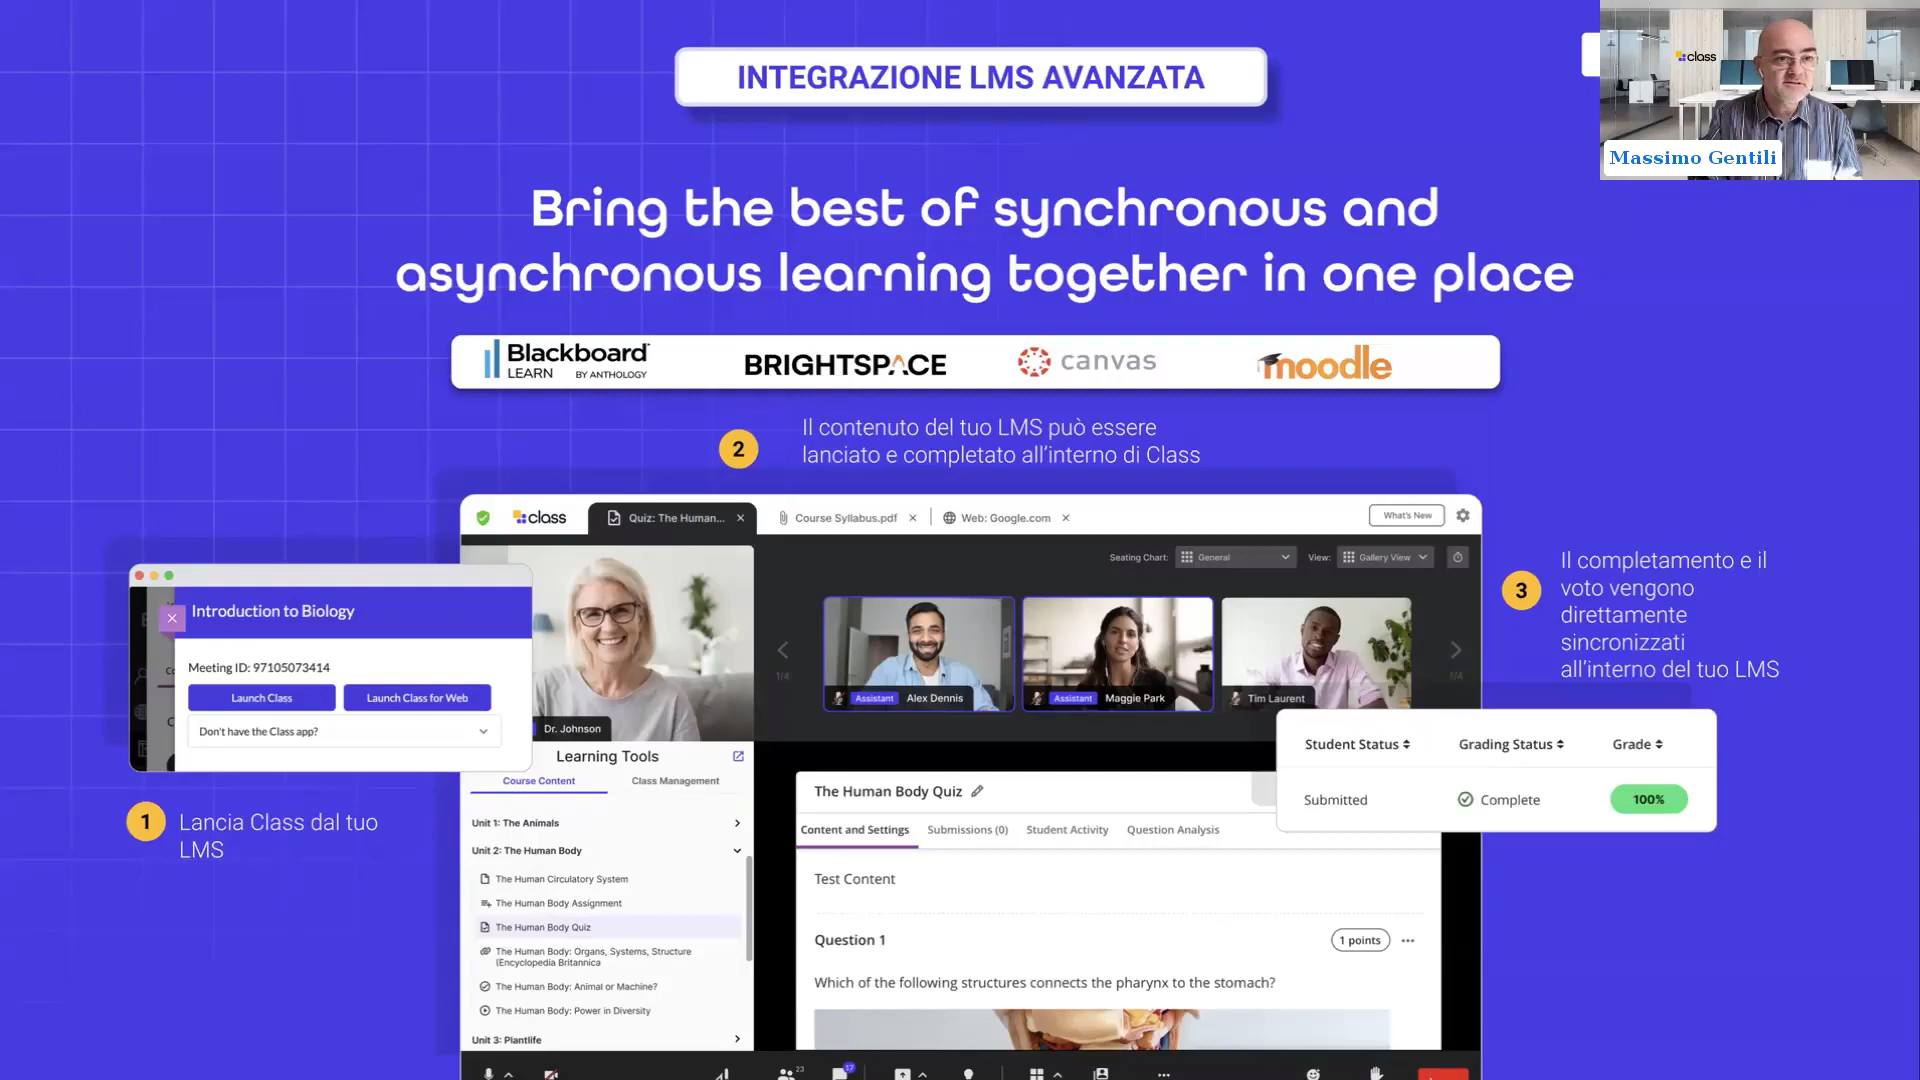 INTEGRAZIONE LMS AVANZATA
class
Massimo Gentili
Bring the best of synchronous and
asynchronous learning together in one place
Blackboard
LEARN BY ANTHOLOGY
BRIGHTSPACE
canvas
moodle
2
Il contenuto del tuo LMS può essere
lanciato e completato all'interno di Class
class
Quiz: The Human...
Course Syllabus.pdf
Web: Google.com
What's New
Seating Chart: General
View: Gallery View
1/4
Assistant Alex Dennis
Assistant Maggie Park
Tim Laurent
1/4
Dr. Johnson
Introduction to Biology
Meeting ID: 97105073414
Launch Class
Launch Class for Web
Don't have the Class app?
1
Lancia Class dal tuo
LMS
3
Il completamento e il
voto vengono
direttamente
sincronizzati
all'interno del tuo LMS
Student Status
Grading Status
Grade
Submitted
Complete
100%
Learning Tools
Course Content
Class Management
Unit 1: The Animals
Unit 2: The Human Body
The Human Circulatory System
The Human Body Assignment
The Human Body Quiz
The Human Body: Organs, Systems, Structure
(Encyclopedia Britannica
The Human Body: Animal or Machine?
The Human Body: Power in Diversity
Unit 3: Plantlife
The Human Body Quiz
Content and Settings
Submissions (0)
Student Activity
Question Analysis
Test Content
Question 1
1 points
Which of the following structures connects the pharynx to the stomach?
23
17